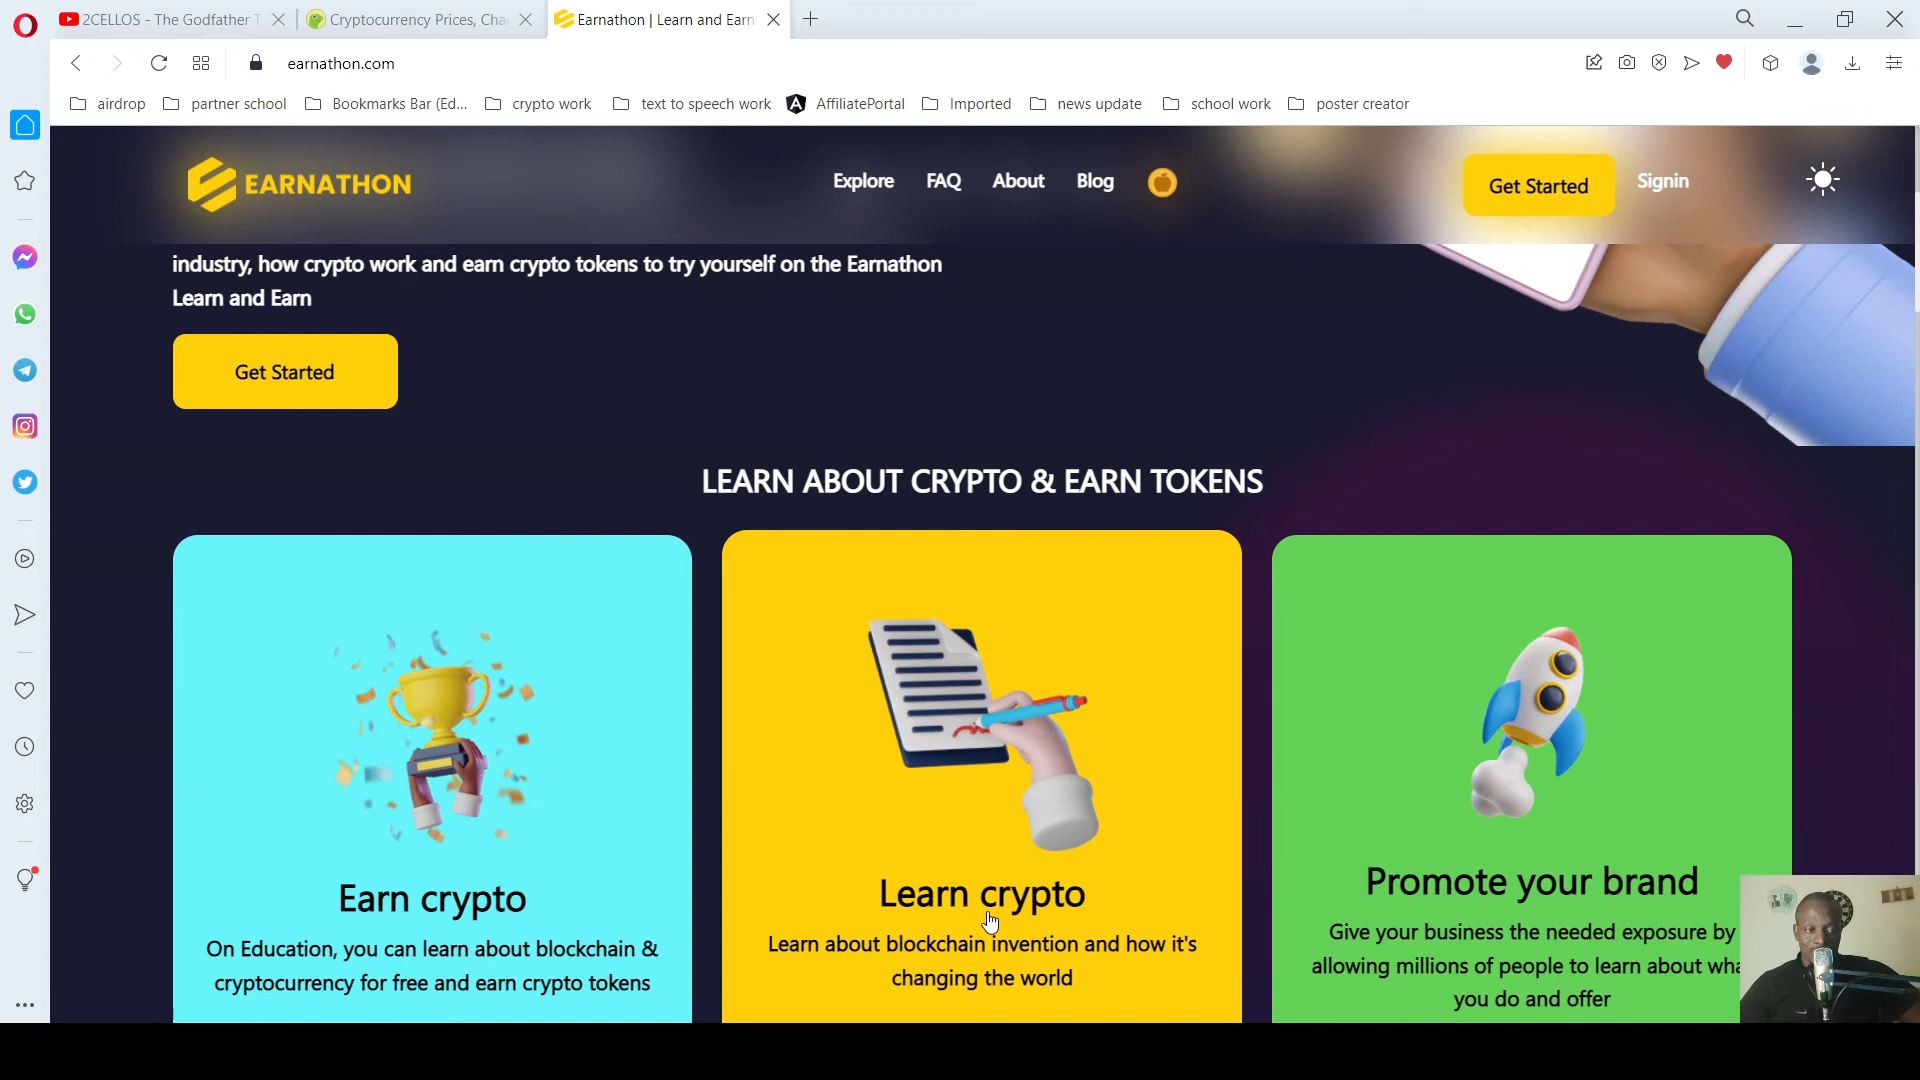 2CELLOS - The Godfather T
Cryptocurrency Prices, Cha
Earnathon | Learn and Earn
earnathon.com
airdrop
partner school
Bookmarks Bar (Ed...
crypto work
text to speech work
AffiliatePortal
Imported
news update
school work
poster creator
EARNATHON
Explore
FAQ
About
Blog
Get Started
Signin
industry, how crypto work and earn crypto tokens to try yourself on the Earnathon
Learn and Earn
Get Started
LEARN ABOUT CRYPTO & EARN TOKENS
Earn crypto
On Education, you can learn about blockchain &
cryptocurrency for free and earn crypto tokens
Learn crypto
Learn about blockchain invention and how it's
changing the world
Promote your brand
Give your business the needed exposure by
allowing millions of people to learn about wha
you do and offer